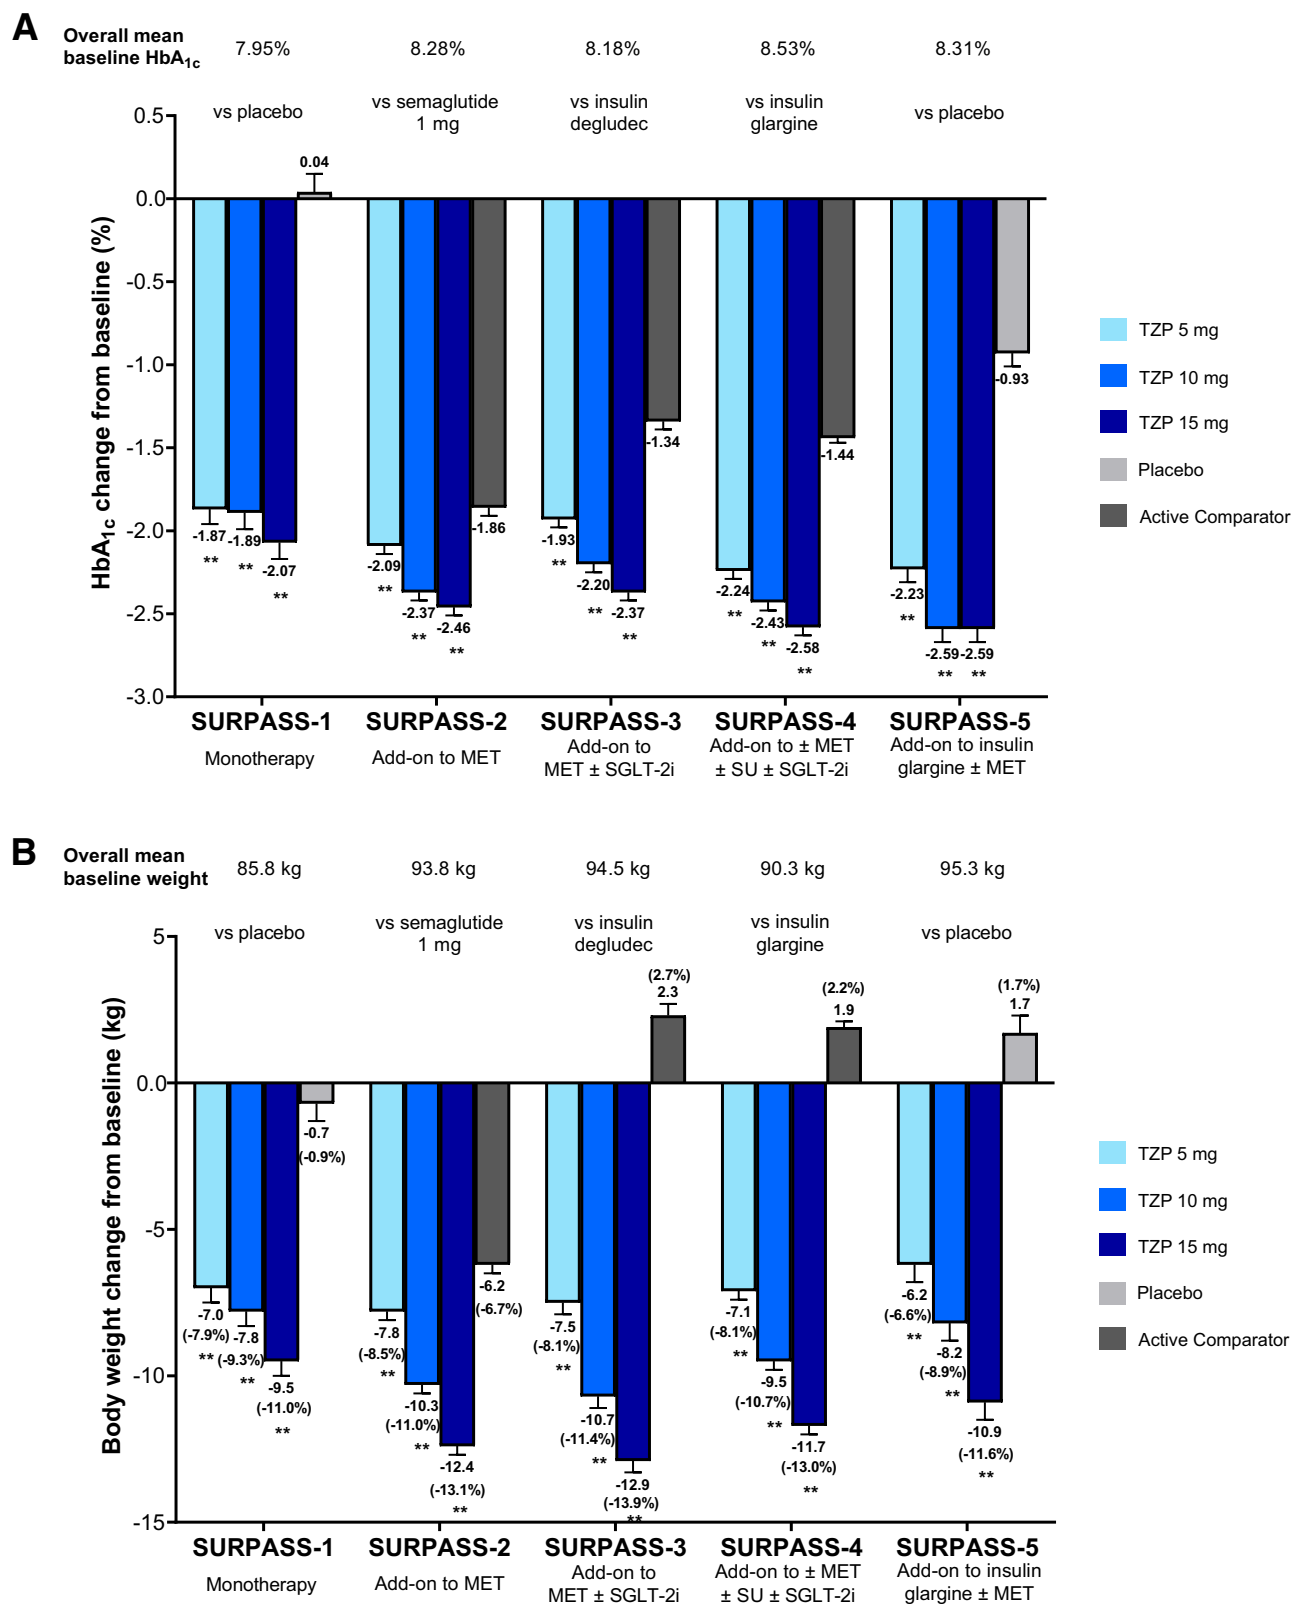 A
Overall mean
baseline HbA1c
7.95%
8.28%
8.18%
8.53%
8.31%
vs placebo
vs semaglutide
1 mg
vs insulin
degludec
vs insulin
glargine
vs placebo
HbA1c change from baseline (%)
0.5
0.0
-0.5
-1.0
-1.5
-2.0
-2.5
-3.0
-1.87
**
-1.89
**
-2.07
**
0.04
-2.09
**
-2.37
**
-2.46
**
-1.86
-1.93
**
-2.20
**
-2.37
**
-1.34
-2.24
**
-2.43
**
-2.58
**
-1.44
-2.23
**
-2.59
**
-2.59
**
-0.93
SURPASS-1
Monotherapy
SURPASS-2
Add-on to MET
SURPASS-3
Add-on to
MET ± SGLT-2i
SURPASS-4
Add-on to ± MET
± SU ± SGLT-2i
SURPASS-5
Add-on to insulin
glargine ± MET
TZP 5 mg
TZP 10 mg
TZP 15 mg
Placebo
Active Comparator
B
Overall mean
baseline weight
85.8 kg
93.8 kg
94.5 kg
90.3 kg
95.3 kg
vs placebo
vs semaglutide
1 mg
vs insulin
degludec
vs insulin
glargine
vs placebo
Body weight change from baseline (kg)
5
0.0
-5
-10
-15
-7.0
(-7.9%)
**
-7.8
(-9.3%)
**
-9.5
(-11.0%)
**
-0.7
(-0.9%)
-7.8
(-8.5%)
**
-10.3
(-11.0%)
**
-12.4
(-13.1%)
**
-6.2
(-6.7%)
-7.5
(-8.1%)
**
-10.7
(-11.4%)
**
-12.9
(-13.9%)
**
(2.7%)
2.3
-7.1
(-8.1%)
**
-9.5
(-10.7%)
**
-11.7
(-13.0%)
**
(2.2%)
1.9
-6.2
(-6.6%)
**
-8.2
(-8.9%)
**
-10.9
(-11.6%)
**
(1.7%)
1.7
SURPASS-1
Monotherapy
SURPASS-2
Add-on to MET
SURPASS-3
Add-on to
MET ± SGLT-2i
SURPASS-4
Add-on to ± MET
± SU ± SGLT-2i
SURPASS-5
Add-on to insulin
glargine ± MET
TZP 5 mg
TZP 10 mg
TZP 15 mg
Placebo
Active Comparator